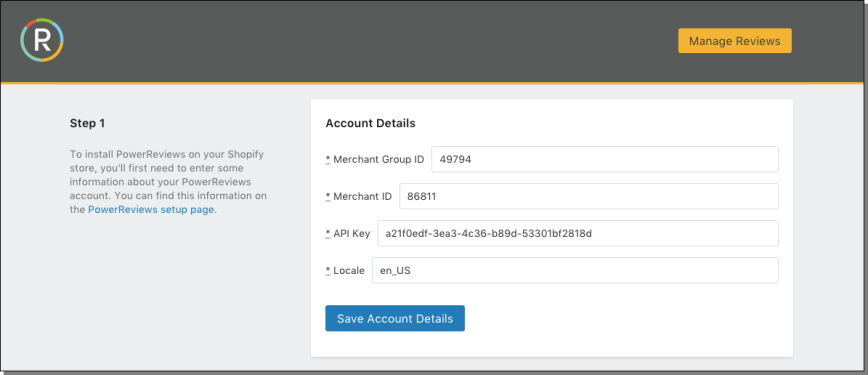 R
Manage Reviews
Step 1
To install PowerReviews on your Shopify
store, you'll first need to enter some
information about your PowerReviews
account. You can find this information on
the PowerReviews setup page.
Account Details
* Merchant Group ID 49794
* Merchant ID 86811
* API Key a21f0edf-3ea3-4c36-b89d-53301bf2818d
* Locale en_US
Save Account Details